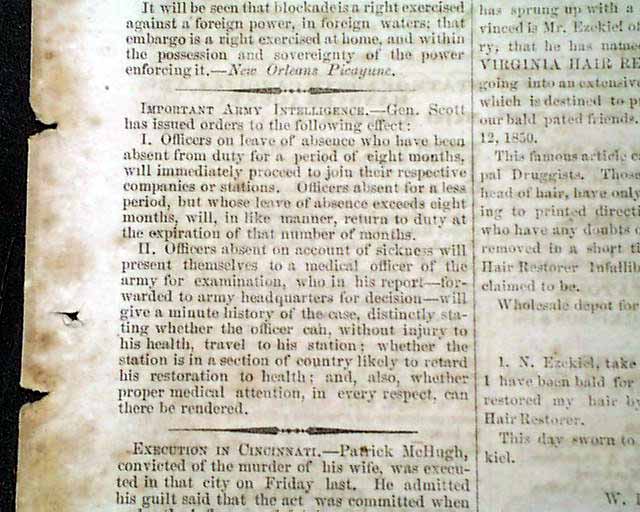 It will be seen that blockade is a right exercised
against a foreign power, in foreign waters; that
embargo is a right exercised at home, and within
the possession and sovereignty of the power
enforcing it.—New Orleans Picayune.
IMPORTANT ARMY INTELLIGENCE.—Gen. Scott
has issued orders to the following effect:
I. Officers on leave of absence who have been
absent from duty for a period of eight months,
will immediately proceed to join their respective
companies or stations. Officers absent for a less
period, but whose leave of absence exceeds eight
months, will, in like manner, return to duty at
the expiration of that number of months.
II. Officers absent on account of sickness will
present themselves to a medical officer of the
army for examination, who in his report—for-
warded to army headquarters for decision—will
give a minute history of the case, distinctly sta-
ting whether the officer can, without injury to
his health, travel to his station; whether the
station is in a section of country likely to retard
his restoration to health; and, also, whether
proper medical attention, in every respect, can
there be rendered.
EXECUTION IN CINCINNATI.—Patrick McHugh,
convicted of the murder of his wife, was execu-
ted in that city on Friday last. He admitted
his guilt said that the act was committed when
has sprung up with a
vinced is Mr. Ezekiel o
ry; that he has name
VIRGINIA HAIR RE
going into an extensive
which is destined to p
our bald pated friends.
12, 1850.
This famous article c
pal Druggists. Those
head of hair, have only
ing to printed directi
who have any doubts o
removed in a short ti
Hair Restorer Infallib
claimed to be.
Wholesale depot for
1. N. Ezekiel, take
I have been bald for
restored my hair by
Hair Restorer.
This day sworn to
kiel.
W.